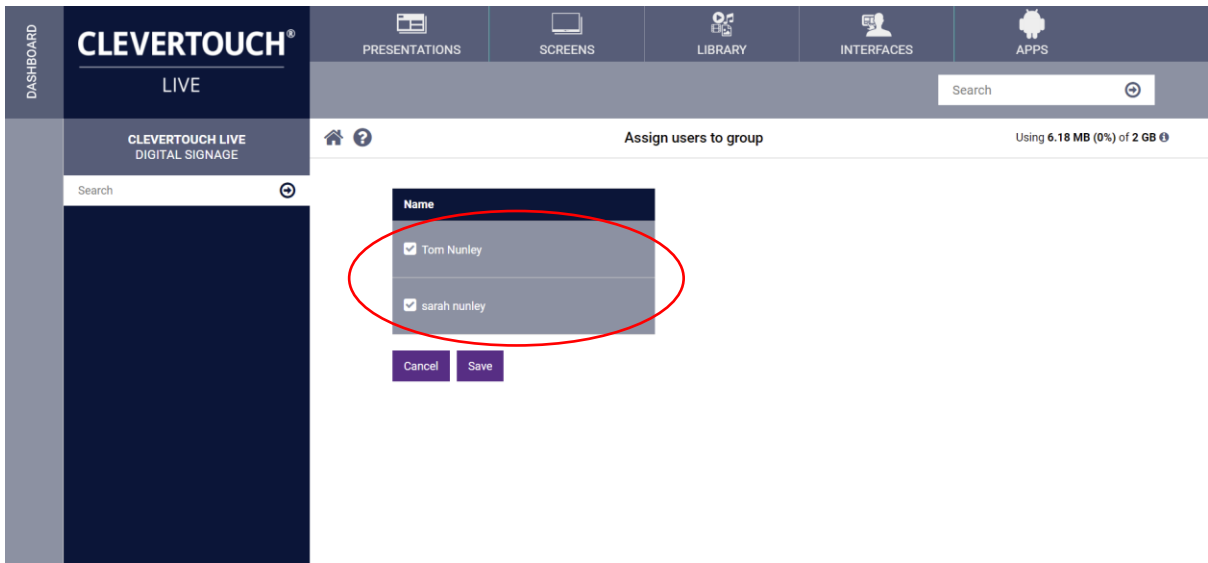 DASHBOARD
CLEVERTOUCH®
LIVE
PRESENTATIONS
SCREENS
LIBRARY
INTERFACES
APPS
Search
CLEVERTOUCH LIVE
DIGITAL SIGNAGE
Search
Assign users to group
Using 6.18 MB (0%) of 2 GB
Name
Tom Nunley
sarah nunley
Cancel
Save